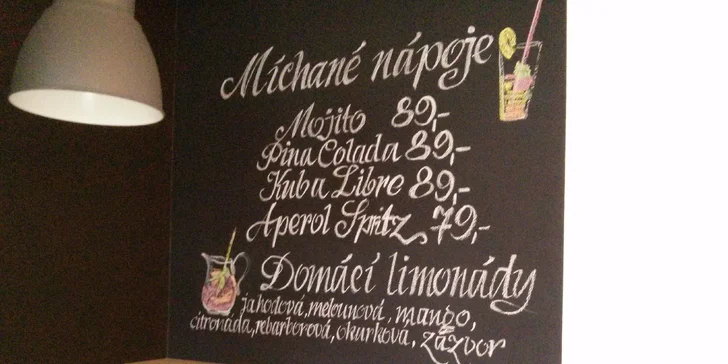 Míchané nápoje
Mojito 89,-
Pina Colada 89,-
Kuba Libre 89,-
Aperol Spritz 79,-
Domácí limonády
jahodová, melounová, mango,
citronáda, rebarborová, okurková, zázvor